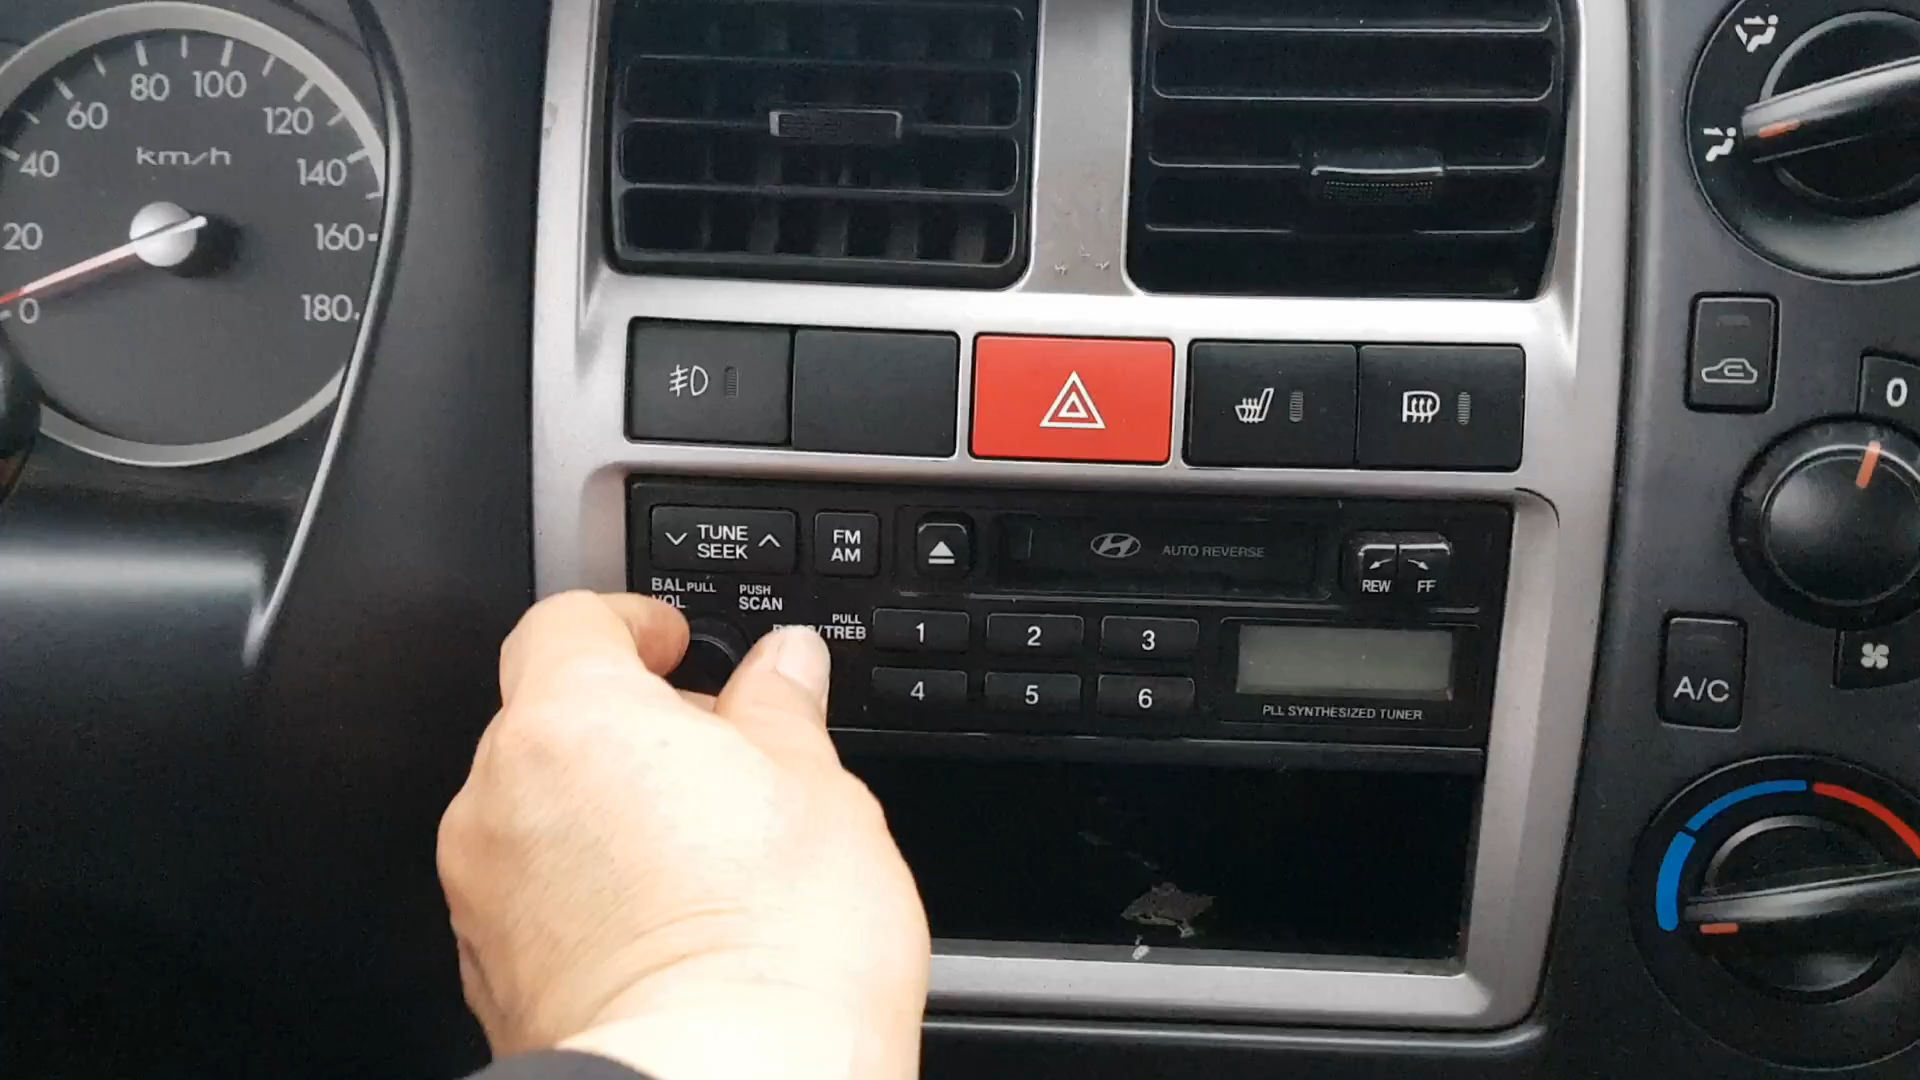 80
100
60
120
km/h
40
140
20
160
0
180
0
TUNE
SEEK
FM
AM
AUTO REVERSE
REW
FF
BAL PULL
VOL
PUSH
SCAN
PULL
/TREB
1
2
3
4
5
6
PLL SYNTHESIZED TUNER
A/C